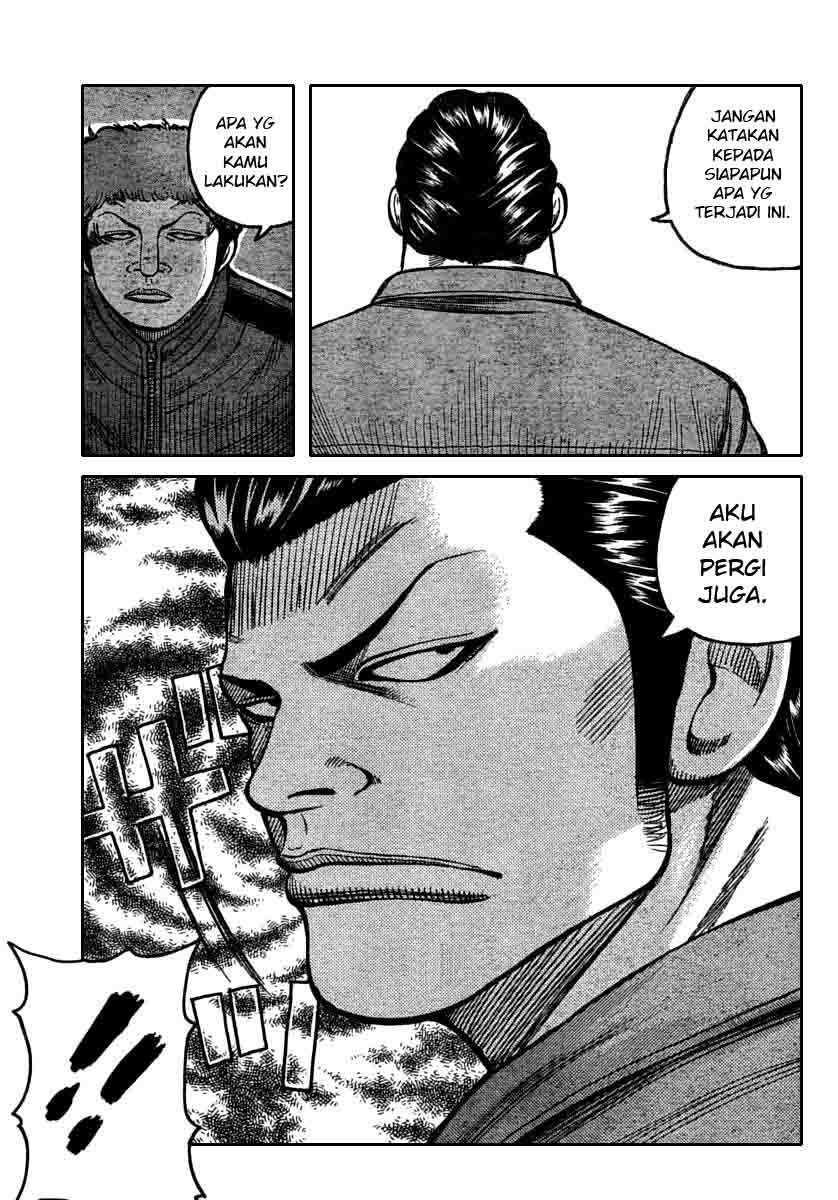 JANGAN
KATAKAN
KEPADA
SIAPAPUN
APA YG
TERJADI INI.
APA YG
AKAN
KAMU
LAKUKAN?
AKU
AKAN
PERGI
JUGA.
!!